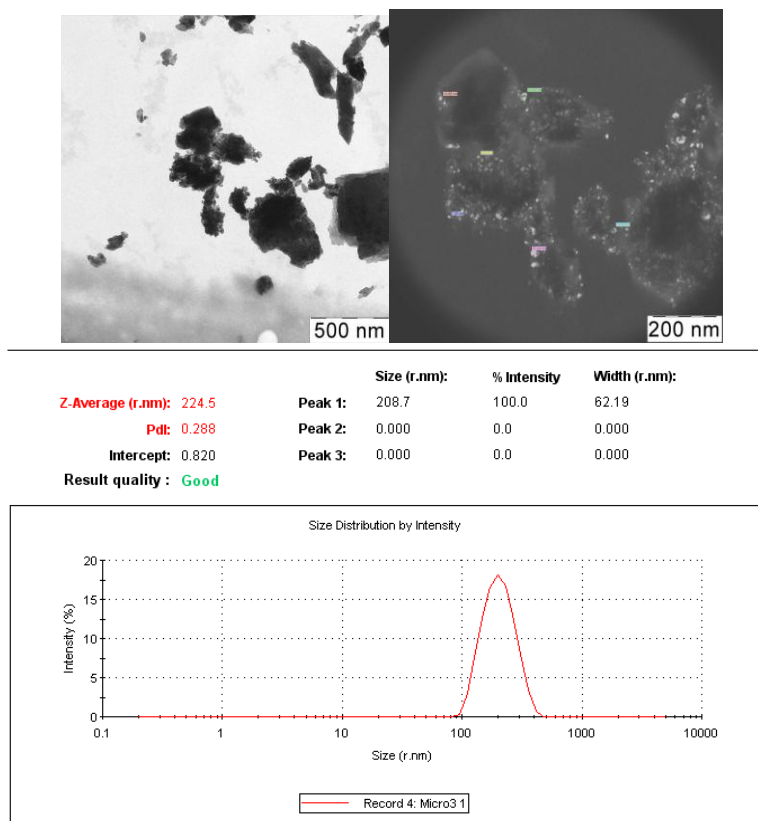 500 nm
200 nm
Size (r.nm): % Intensity Width (r.nm):
Z-Average (r.nm): 224.5 Peak 1: 208.7 100.0 62.19
PdI: 0.288 Peak 2: 0.000 0.0 0.000
Intercept: 0.820 Peak 3: 0.000 0.0 0.000
Result quality : Good
Size Distribution by Intensity
Intensity (%)
20
15
10
5
0
0.1 1 10 100 1000 10000
Size (r.nm)
Record 4: Micro3 1